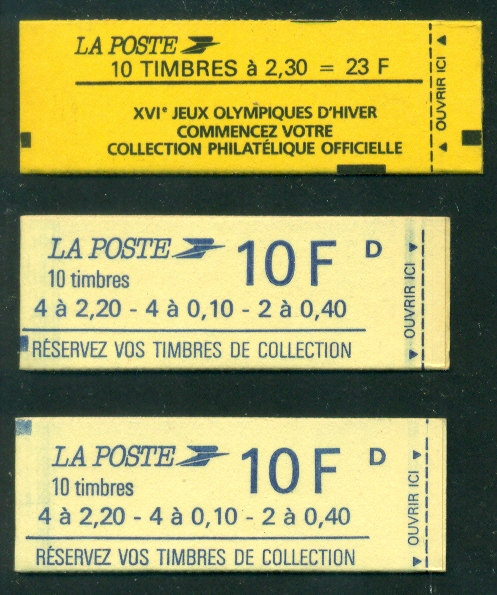 LA POSTE
10 TIMBRES à 2,30 = 23 F
XVIᵉ JEUX OLYMPIQUES D'HIVER
COMMENCEZ VOTRE
COLLECTION PHILATÉLIQUE OFFICIELLE
OUVRIR ICI
LA POSTE 10F D
10 timbres
4 à 2,20 - 4 à 0,10 - 2 à 0,40
RÉSERVEZ VOS TIMBRES DE COLLECTION
OUVRIR ICI
LA POSTE 10F D
10 timbres
4 à 2,20 - 4 à 0,10 - 2 à 0,40
RÉSERVEZ VOS TIMBRES DE COLLECTION
OUVRIR ICI